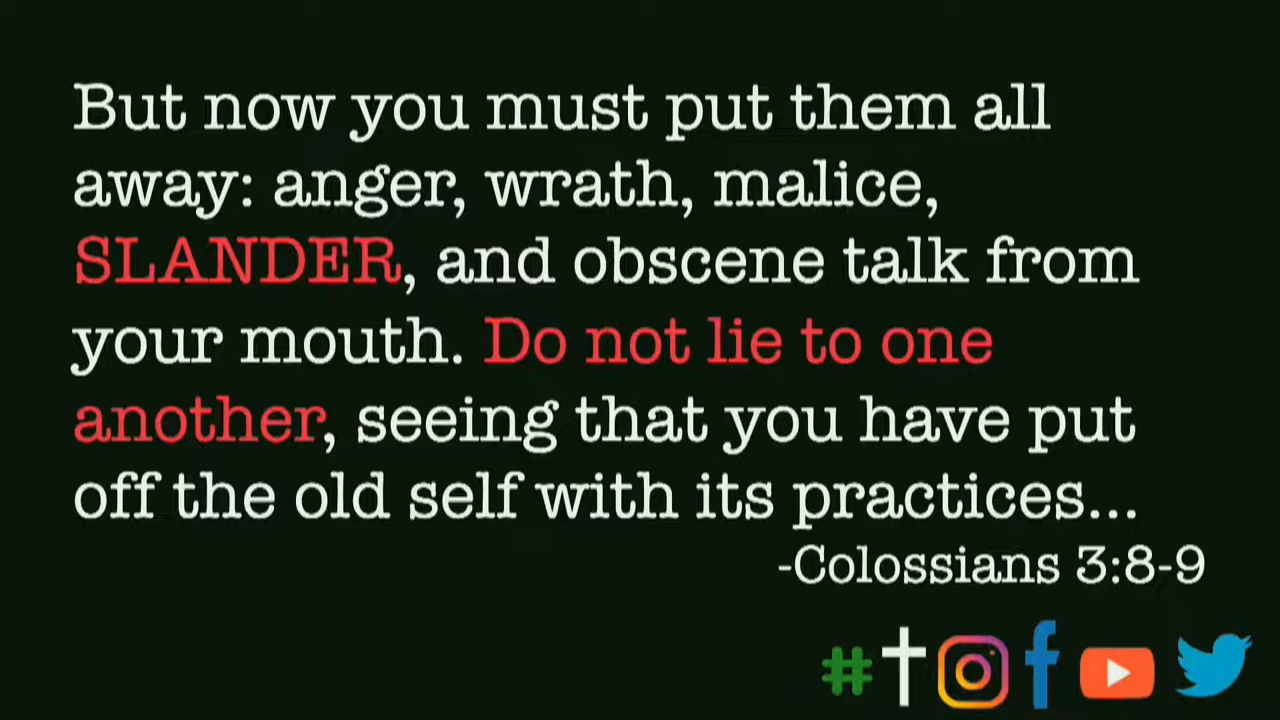 But now you must put them all
away: anger, wrath, malice,
SLANDER, and obscene talk from
your mouth. Do not lie to one
another, seeing that you have put
off the old self with its practices...
-Colossians 3:8-9
#